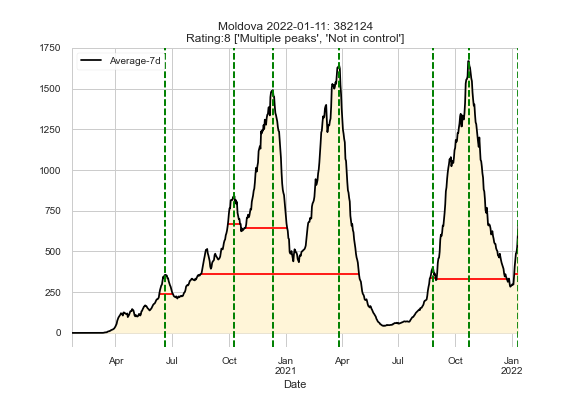 Moldova 2022-01-11: 382124
Rating:8 ['Multiple peaks', 'Not in control']
1750
1500
1250
1000
750
500
250
0
Average-7d
Apr
Jul
Oct
Jan
2021
Apr
Jul
Oct
Jan
2022
Date